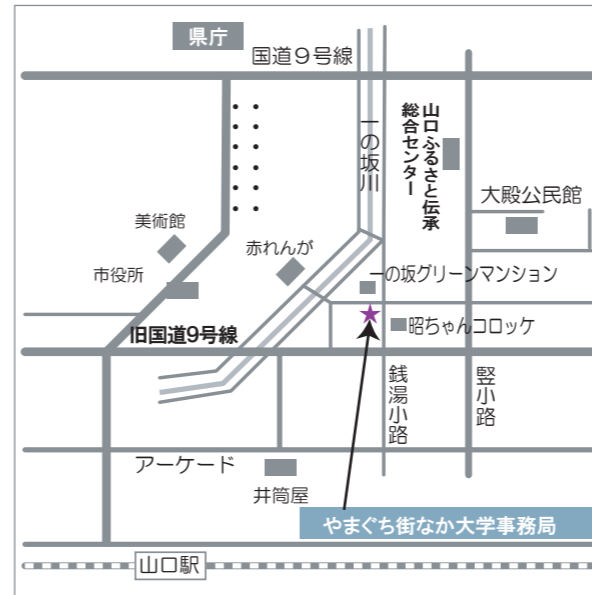 県庁
国道9号線
一の坂川
山口ふるさと伝承
総合センター
大殿公民館
美術館
赤れんが
市役所
一の坂グリーンマンション
昭ちゃんコロッケ
旧国道9号線
銭湯小路
竪小路
アーケード
井筒屋
やまぐち街なか大学事務局
山口駅